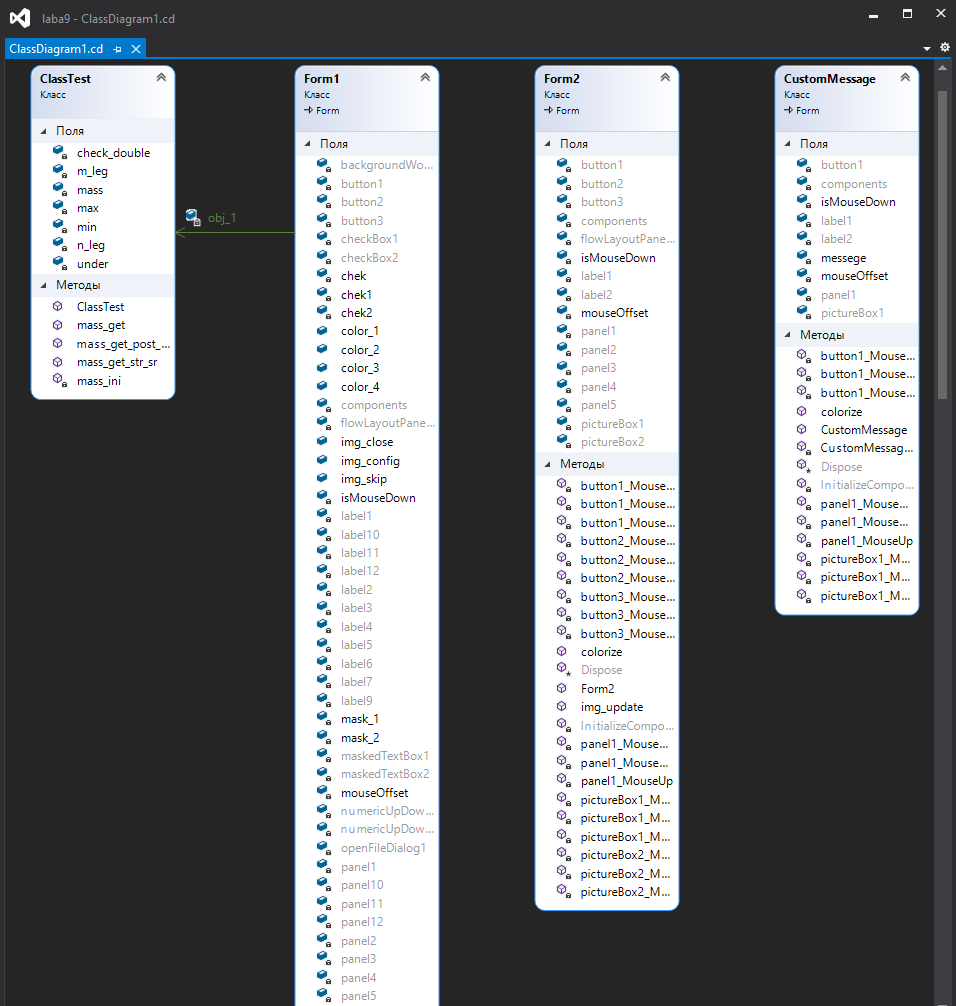 laba9 - ClassDiagram1.cd
ClassDiagram1.cd
ClassTest
Класс
Поля
check_double
m_leg
mass
max
min
n_leg
under
Методы
ClassTest
mass_get
mass_get_post_...
mass_get_str_sr
mass_ini
obj_1
Form1
Класс
Form
Поля
backgroundWo...
button1
button2
button3
checkBox1
checkBox2
chek
chek1
chek2
color_1
color_2
color_3
color_4
components
flowLayoutPane...
img_close
img_config
img_skip
isMouseDown
label1
label10
label11
label12
label2
label3
label4
label5
label6
label7
label9
mask_1
mask_2
maskedTextBox1
maskedTextBox2
mouseOffset
numericUpDow...
numericUpDow...
openFileDialog1
panel1
panel10
panel11
panel12
panel2
panel3
panel4
panel5
Form2
Класс
Form
Поля
button1
button2
button3
components
flowLayoutPane...
isMouseDown
label1
label2
mouseOffset
panel1
panel2
panel3
panel4
panel5
pictureBox1
pictureBox2
Методы
button1_Mouse...
button1_Mouse...
button1_Mouse...
button2_Mouse...
button2_Mouse...
button2_Mouse...
button3_Mouse...
button3_Mouse...
button3_Mouse...
colorize
Dispose
Form2
img_update
InitializeCompo...
panel1_Mouse...
panel1_Mouse...
panel1_MouseUp
pictureBox1_M...
pictureBox1_M...
pictureBox1_M...
pictureBox2_M...
pictureBox2_M...
pictureBox2_M...
CustomMessage
Класс
Form
Поля
button1
components
isMouseDown
label1
label2
messege
mouseOffset
panel1
pictureBox1
Методы
button1_Mouse...
button1_Mouse...
button1_Mouse...
colorize
CustomMessage
CustomMessag...
Dispose
InitializeCompo...
panel1_Mouse...
panel1_Mouse...
panel1_MouseUp
pictureBox1_M...
pictureBox1_M...
pictureBox1_M...